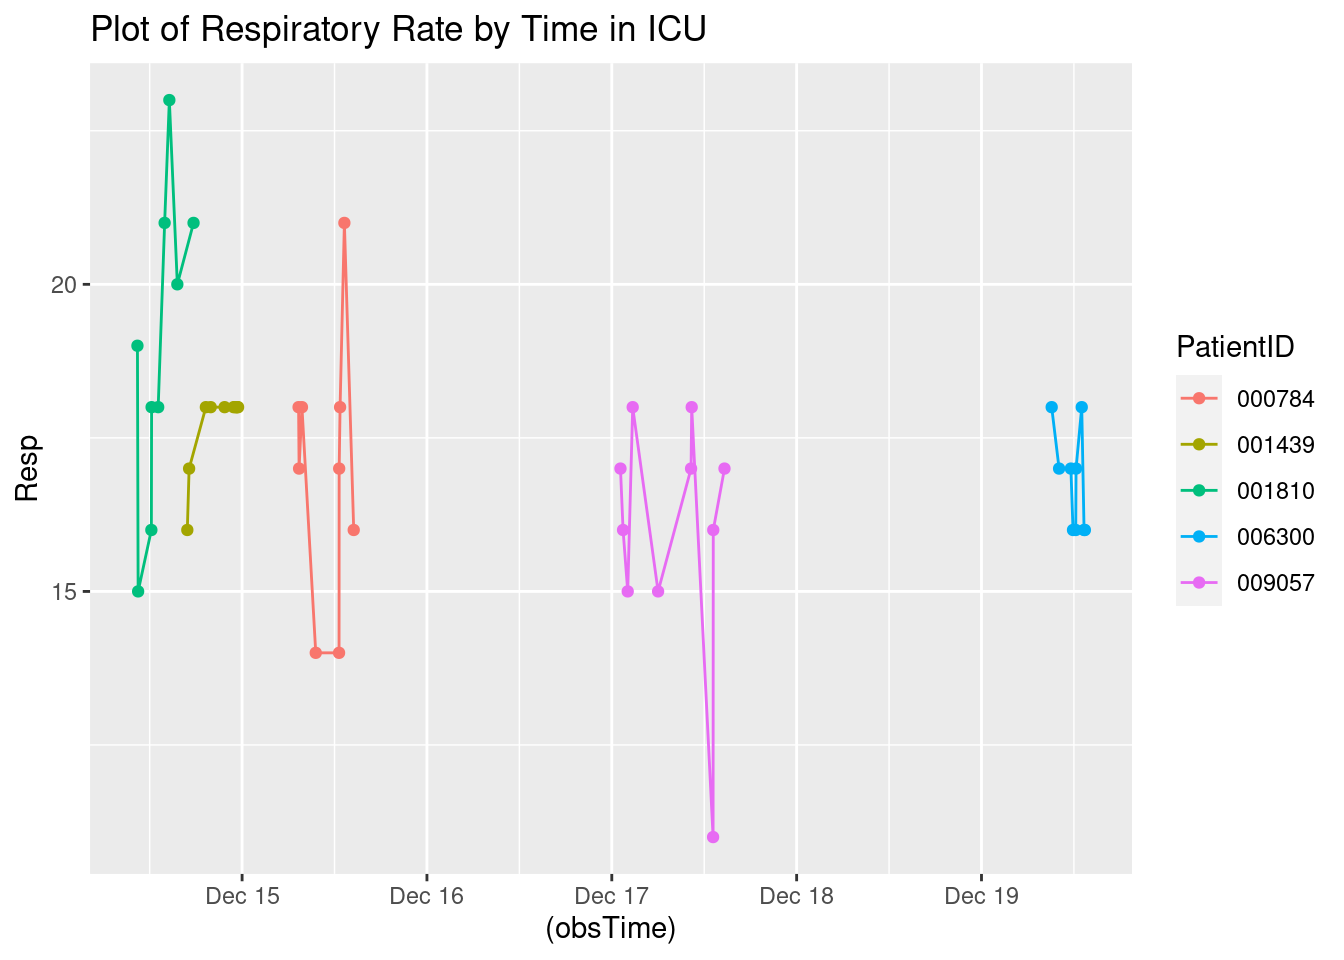 Plot of Respiratory Rate by Time in ICU
Resp
20
15
Dec 15
Dec 16
Dec 17
Dec 18
Dec 19
(obsTime)
PatientID
000784
001439
001810
006300
009057